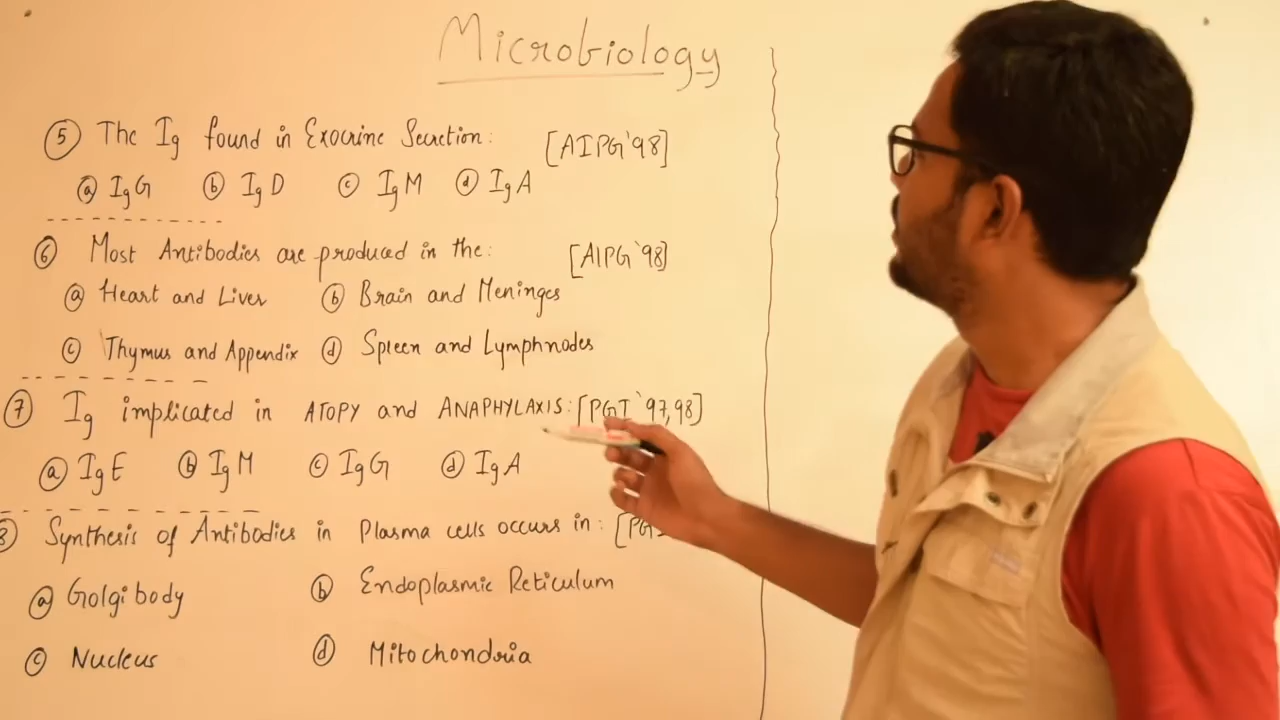 Microbiology
⑤ The Ig found in Exocrine Secretion: [AIPG'98]
ⓐ IgG ⓑ IgD ⓒ IgM ⓓ IgA
⑥ Most Antibodies are produced in the: [AIPG'98]
ⓐ Heart and Liver ⓑ Brain and Meninges
ⓒ Thymus and Appendix ⓓ Spleen and Lymphnodes
⑦ Ig implicated in ATOPY and ANAPHYLAXIS: [PGI'97,98]
ⓐ IgE ⓑ IgM ⓒ IgG ⓓ IgA
⑧ Synthesis of Antibodies in Plasma cells occurs in: [PGI
ⓐ Golgi body ⓑ Endoplasmic Reticulum
ⓒ Nucleus ⓓ Mitochondria